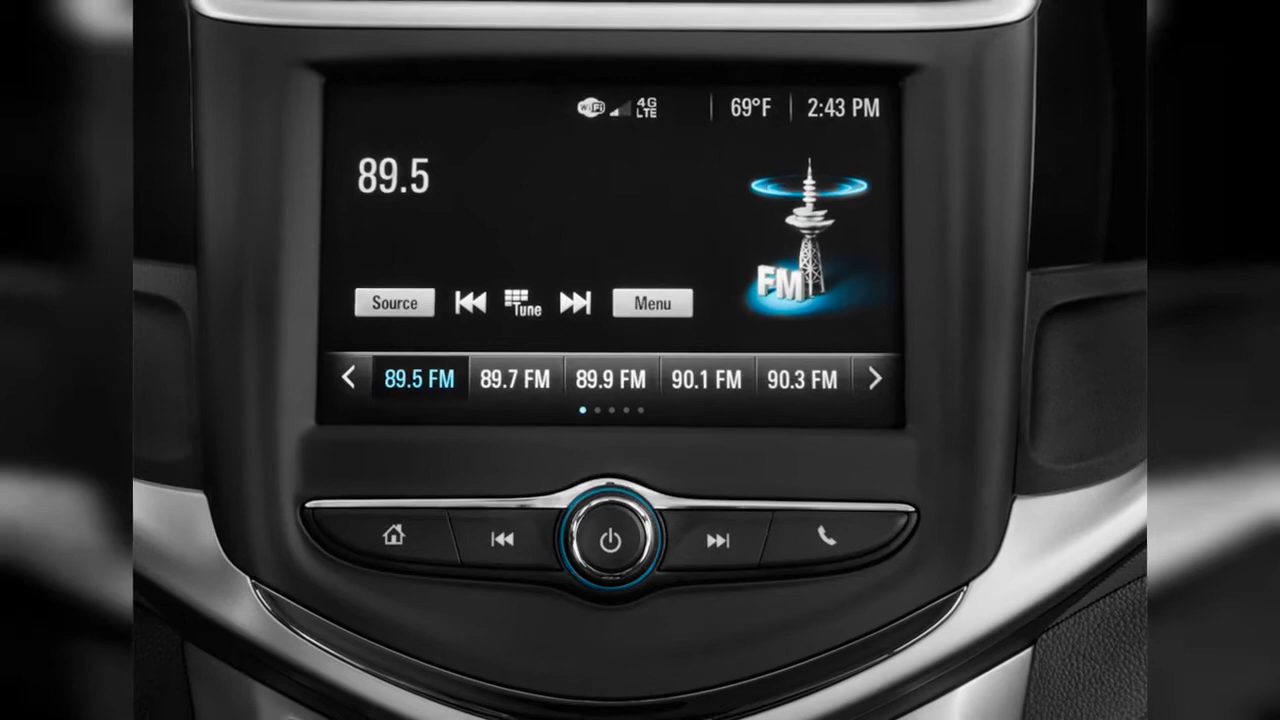 WiFi 4G LTE 69°F 2:43 PM
89.5
FM
Source Tune Menu
89.5 FM 89.7 FM 89.9 FM 90.1 FM 90.3 FM